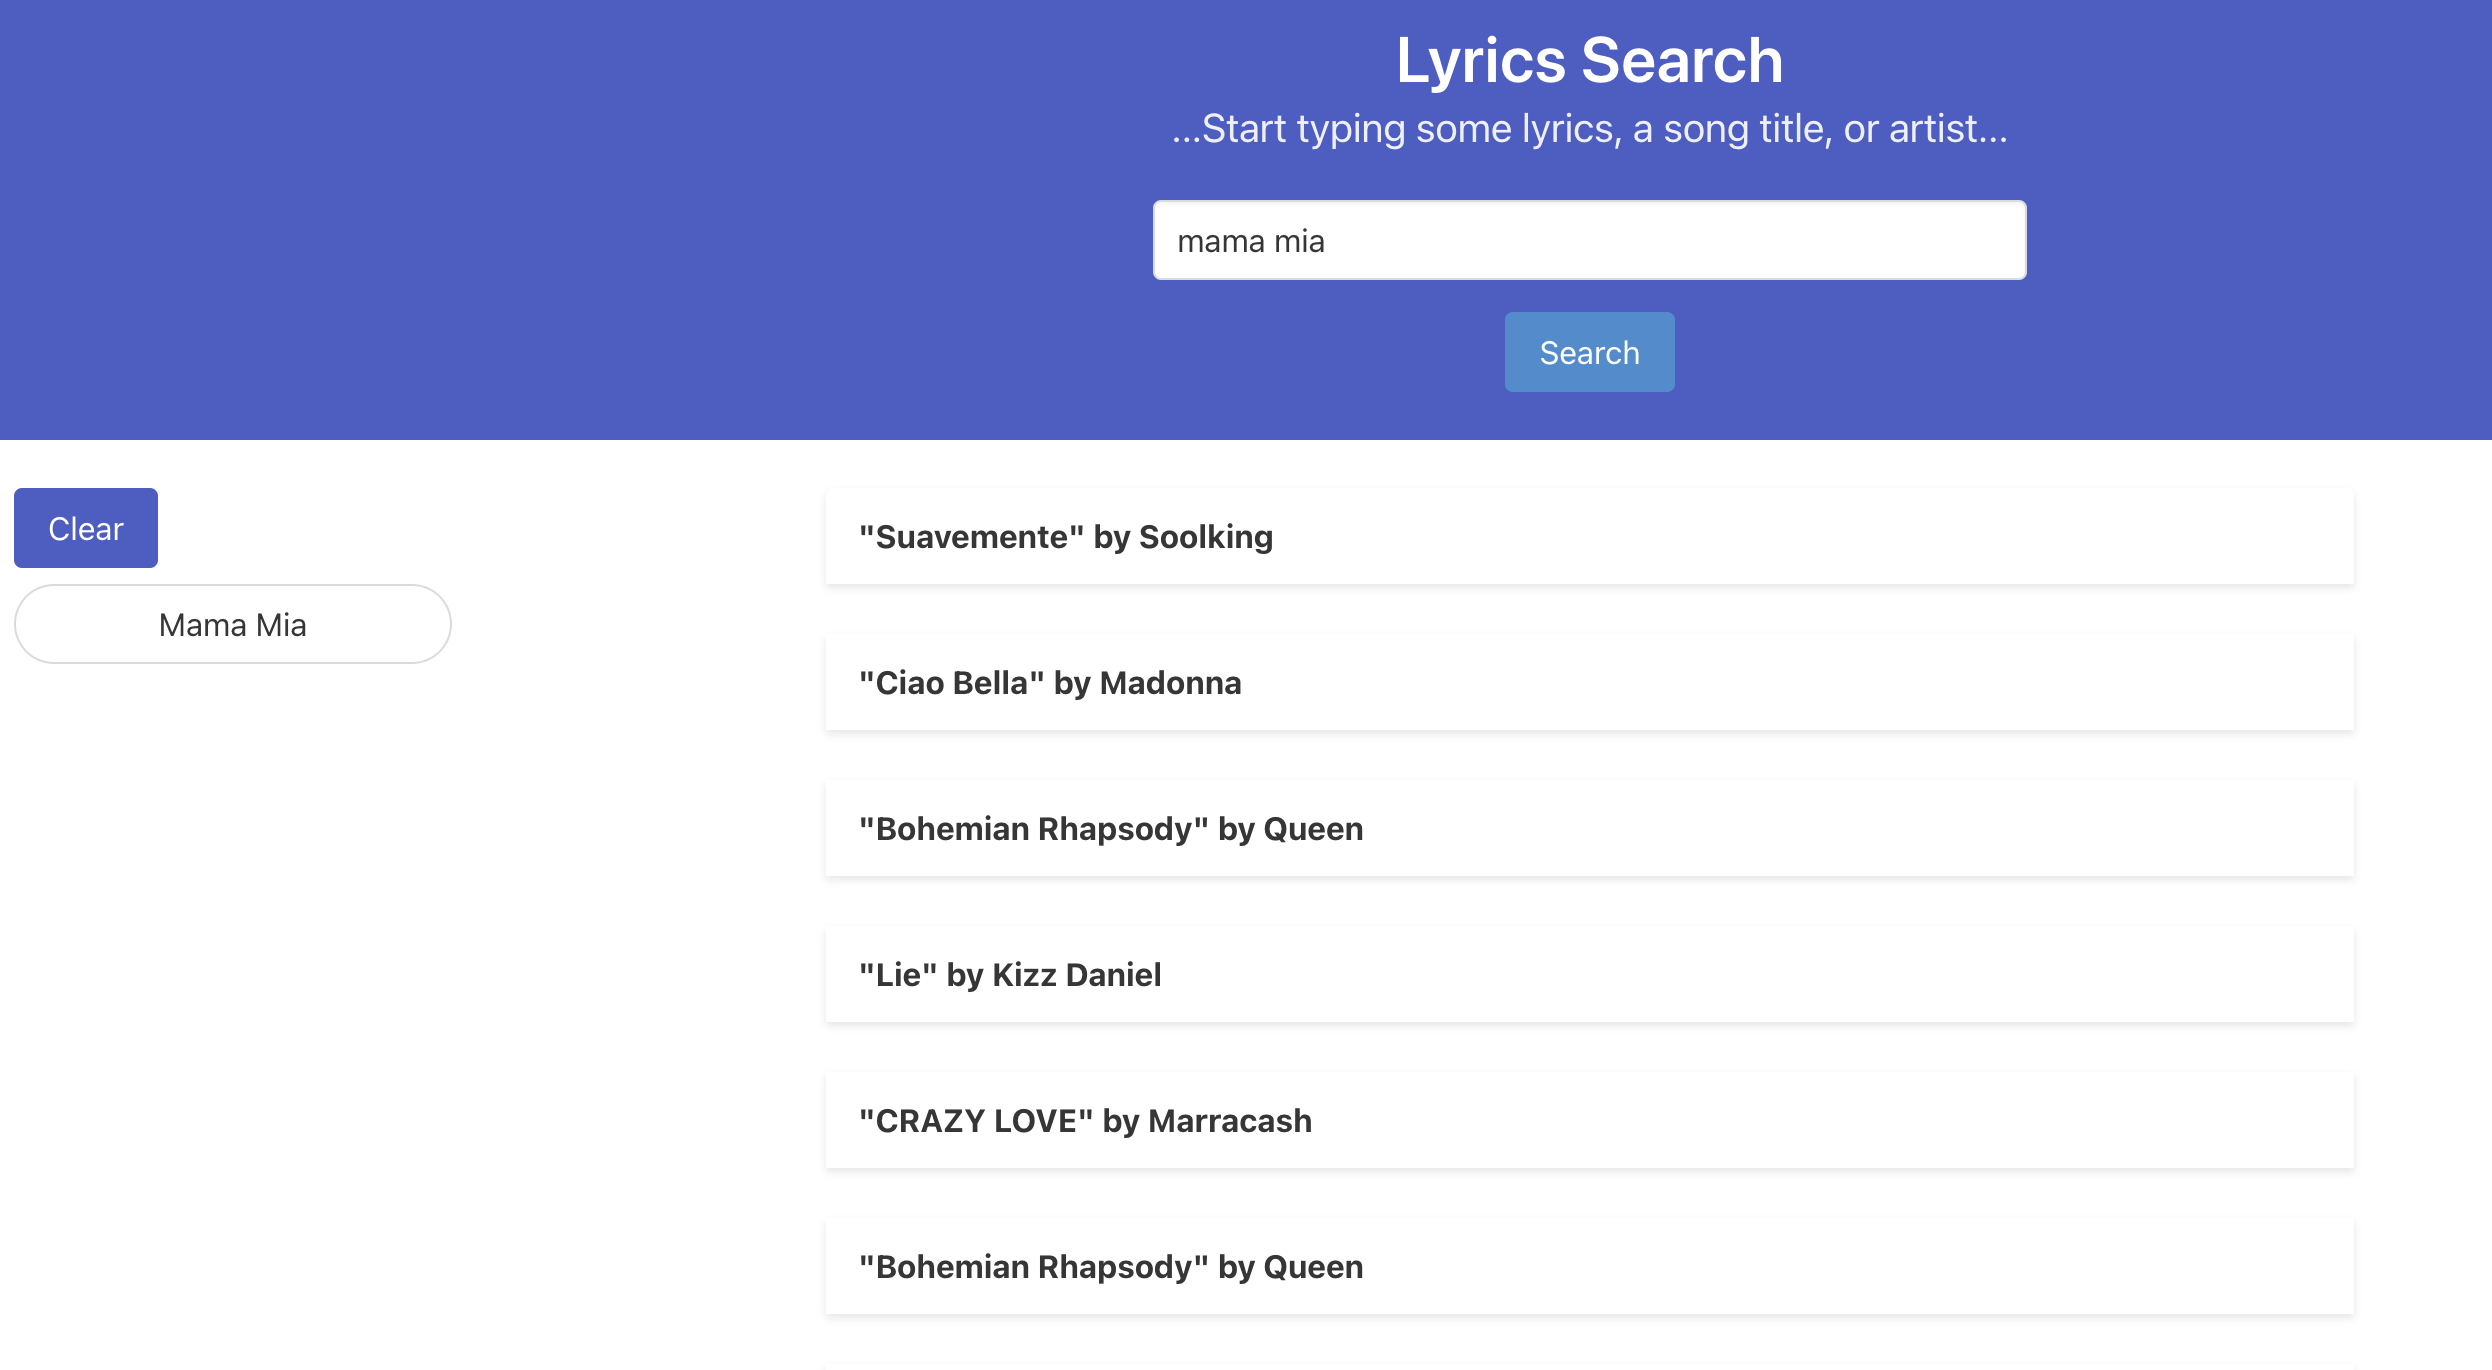 Lyrics Search
...Start typing some lyrics, a song title, or artist...
mama mia
Search
Clear
Mama Mia
"Suavemente" by Soolking
"Ciao Bella" by Madonna
"Bohemian Rhapsody" by Queen
"Lie" by Kizz Daniel
"CRAZY LOVE" by Marracash
"Bohemian Rhapsody" by Queen